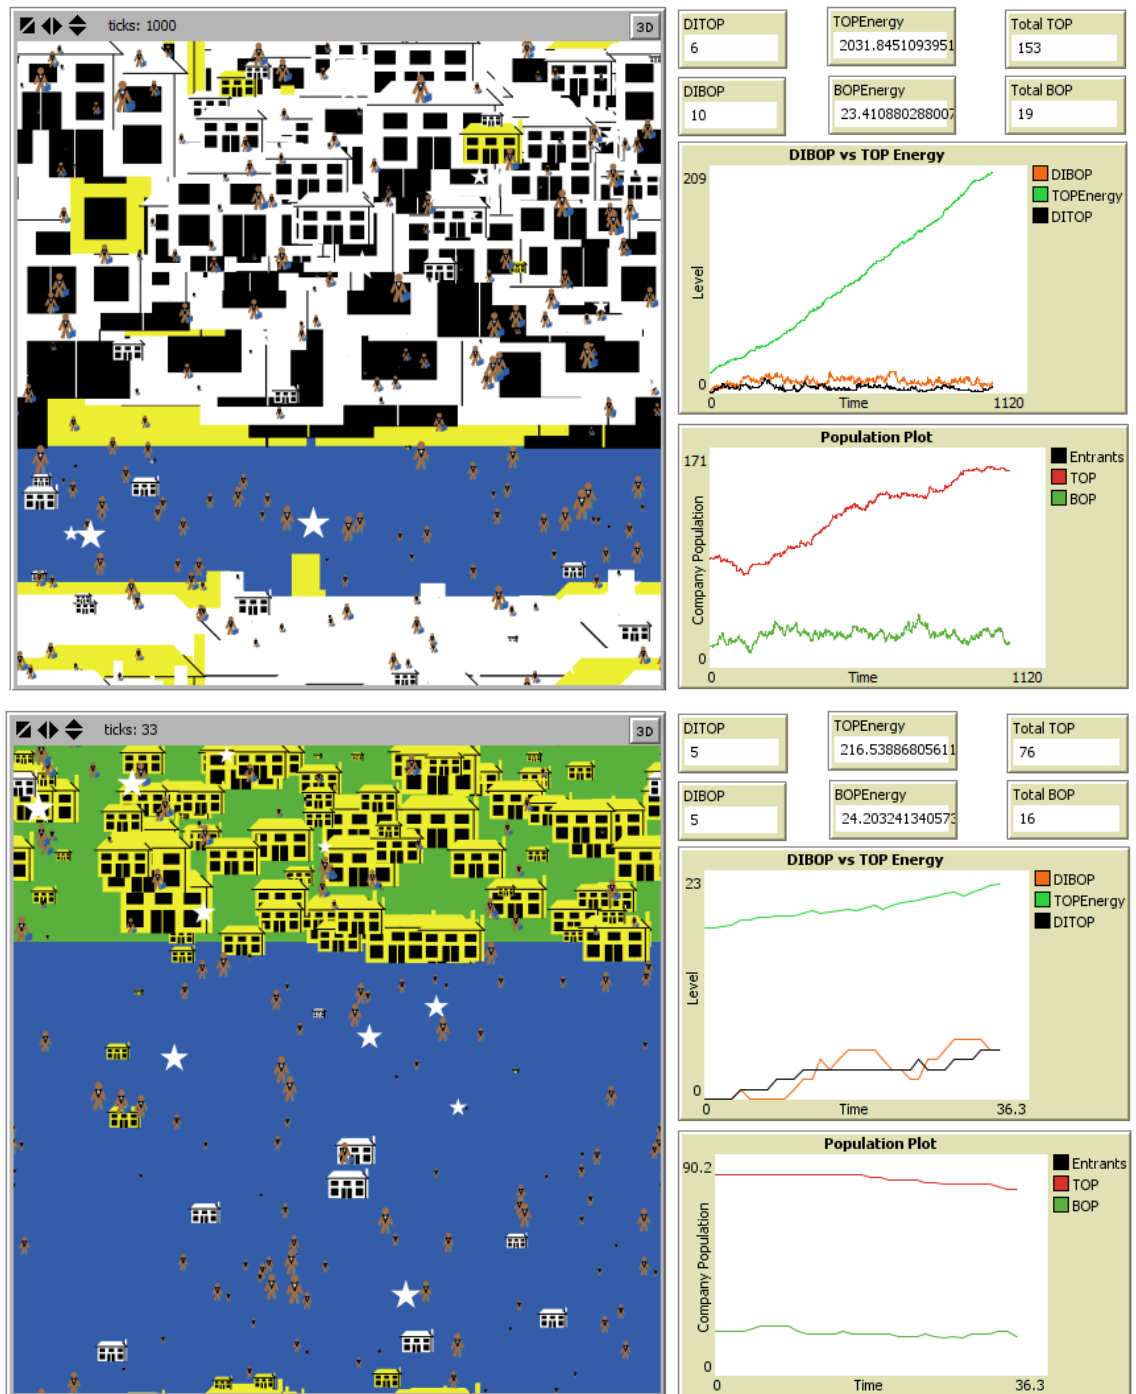 ticks: 1000
3D
DITOP
6
TOPEnergy
2031.8451093951
Total TOP
153
DIBOP
10
BOPEnergy
23.410880288007
Total BOP
19
DIBOP vs TOP Energy
209
Level
0
0
Time
1120
DIBOP
TOPEnergy
DITOP
Population Plot
171
Company Population
0
0
Time
1120
Entrants
TOP
BOP
ticks: 33
3D
DITOP
5
TOPEnergy
216.53886805611
Total TOP
76
DIBOP
5
BOPEnergy
24.203241340573
Total BOP
16
DIBOP vs TOP Energy
23
Level
0
0
Time
36.3
DIBOP
TOPEnergy
DITOP
Population Plot
90.2
Company Population
0
0
Time
36.3
Entrants
TOP
BOP